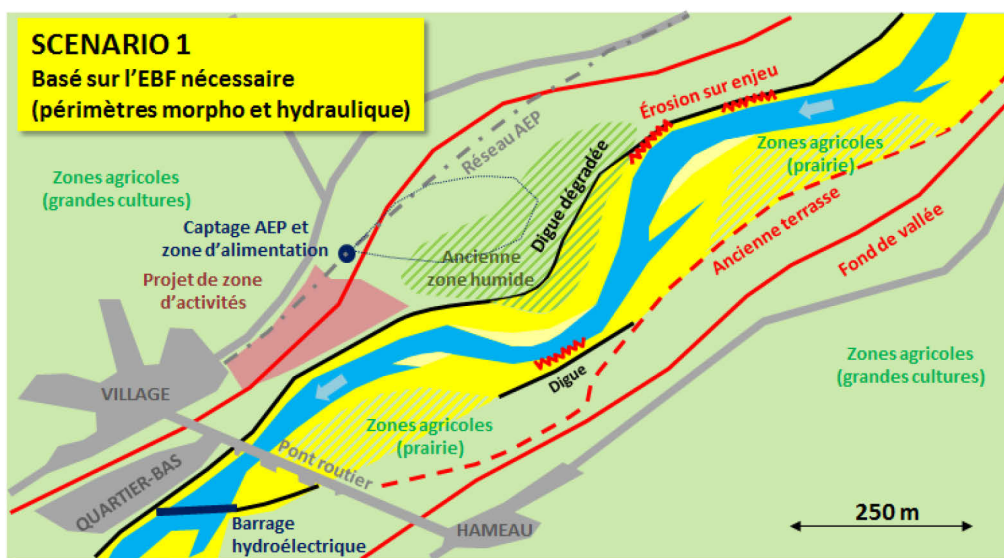 SCENARIO 1
Basé sur l'EBF nécessaire
(périmètres morpho et hydraulique)
Érosion sur enjeu
Réseau AEP
Zones agricoles
(prairie)
Zones agricoles
(grandes cultures)
Digue dégradée
Ancienne terrasse
Captage AEP et
zone d'alimentation
Ancienne
zone humide
Fond de vallée
Projet de zone
d'activités
Zones agricoles
(grandes cultures)
Digue
VILLAGE
Zones agricoles
(prairie)
Pont routier
QUARTIER-BAS
250 m
Barrage
hydroélectrique
HAMEAU